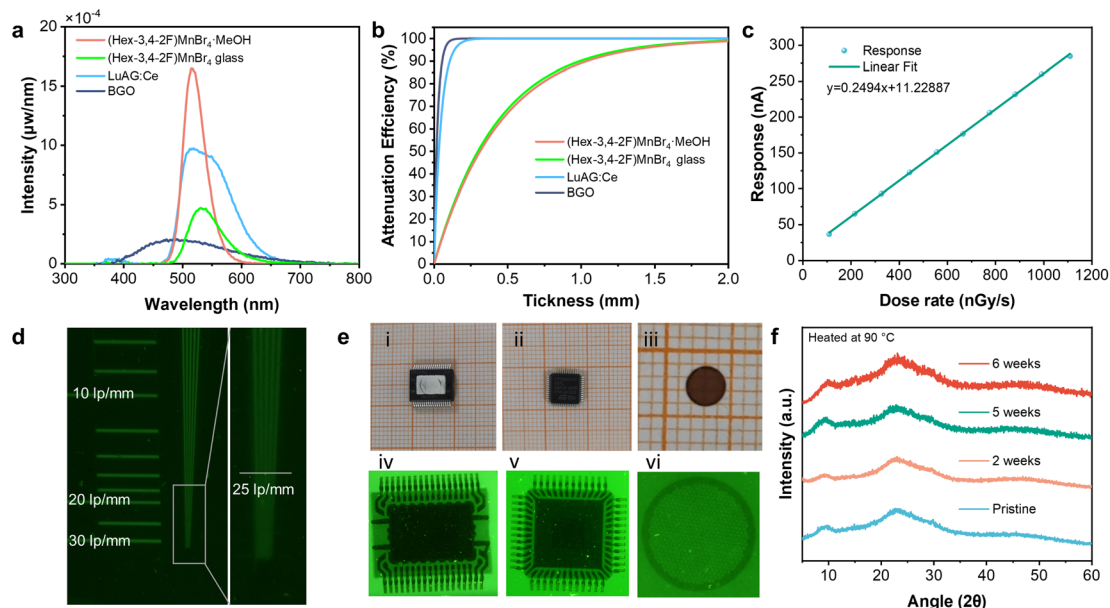 a
×10⁻⁴
20
15
10
5
0
Intensity (μw/nm)
(Hex-3,4-2F)MnBr₄·MeOH
(Hex-3,4-2F)MnBr₄ glass
LuAG:Ce
BGO
300 400 500 600 700 800
Wavelength (nm)
b
100
90
80
70
60
50
40
30
20
10
0
Attenuation Effciency (%)
(Hex-3,4-2F)MnBr₄·MeOH
(Hex-3,4-2F)MnBr₄ glass
LuAG:Ce
BGO
0.0 0.5 1.0 1.5 2.0
Tickness (mm)
c
300
250
200
150
100
50
0
Response (nA)
Response
Linear Fit
y=0.2494x+11.22887
0 200 400 600 800 1000 1200
Dose rate (nGy/s)
d
10 lp/mm
20 lp/mm
30 lp/mm
25 lp/mm
e
i
ii
iii
iv
v
vi
f
Heated at 90 °C
6 weeks
5 weeks
2 weeks
Pristine
Intensity (a.u.)
10 20 30 40 50 60
Angle (2θ)